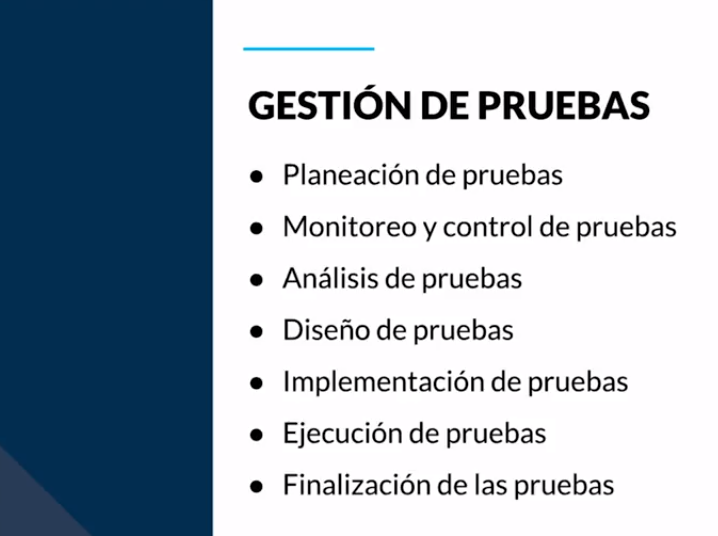 GESTIÓN DE PRUEBAS
● Planeación de pruebas
● Monitoreo y control de pruebas
● Análisis de pruebas
● Diseño de pruebas
● Implementación de pruebas
● Ejecución de pruebas
● Finalización de las pruebas